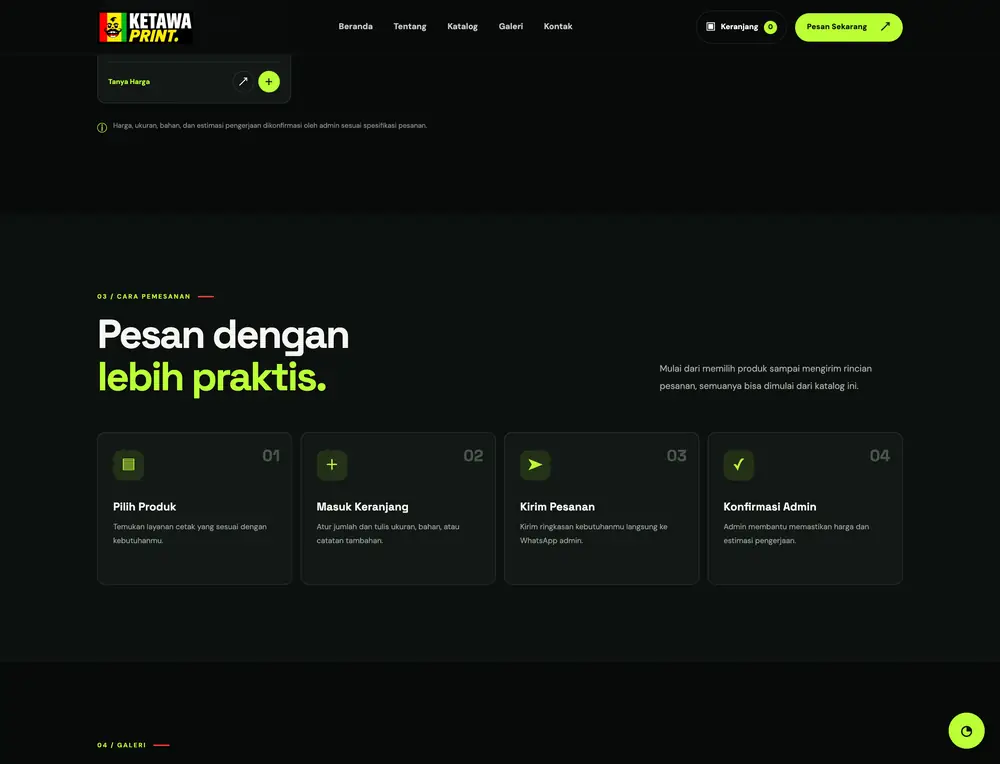 KETAWA
PRINT.
Beranda
Tentang
Katalog
Galeri
Kontak
Keranjang 0
Pesan Sekarang
Tanya Harga
Harga, ukuran, bahan, dan estimasi pengerjaan dikonfirmasi oleh admin sesuai spesifikasi pesanan.
03 / CARA PEMESANAN
Pesan dengan
lebih praktis.
Mulai dari memilih produk sampai mengirim rincian
pesanan, semuanya bisa dimulai dari katalog ini.
01
Pilih Produk
Temukan layanan cetak yang sesuai dengan
kebutuhanmu.
02
Masuk Keranjang
Atur jumlah dan tulis ukuran, bahan, atau
catatan tambahan.
03
Kirim Pesanan
Kirim ringkasan kebutuhanmu langsung ke
WhatsApp admin.
04
Konfirmasi Admin
Admin membantu memastikan harga dan
estimasi pengerjaan.
04 / GALERI